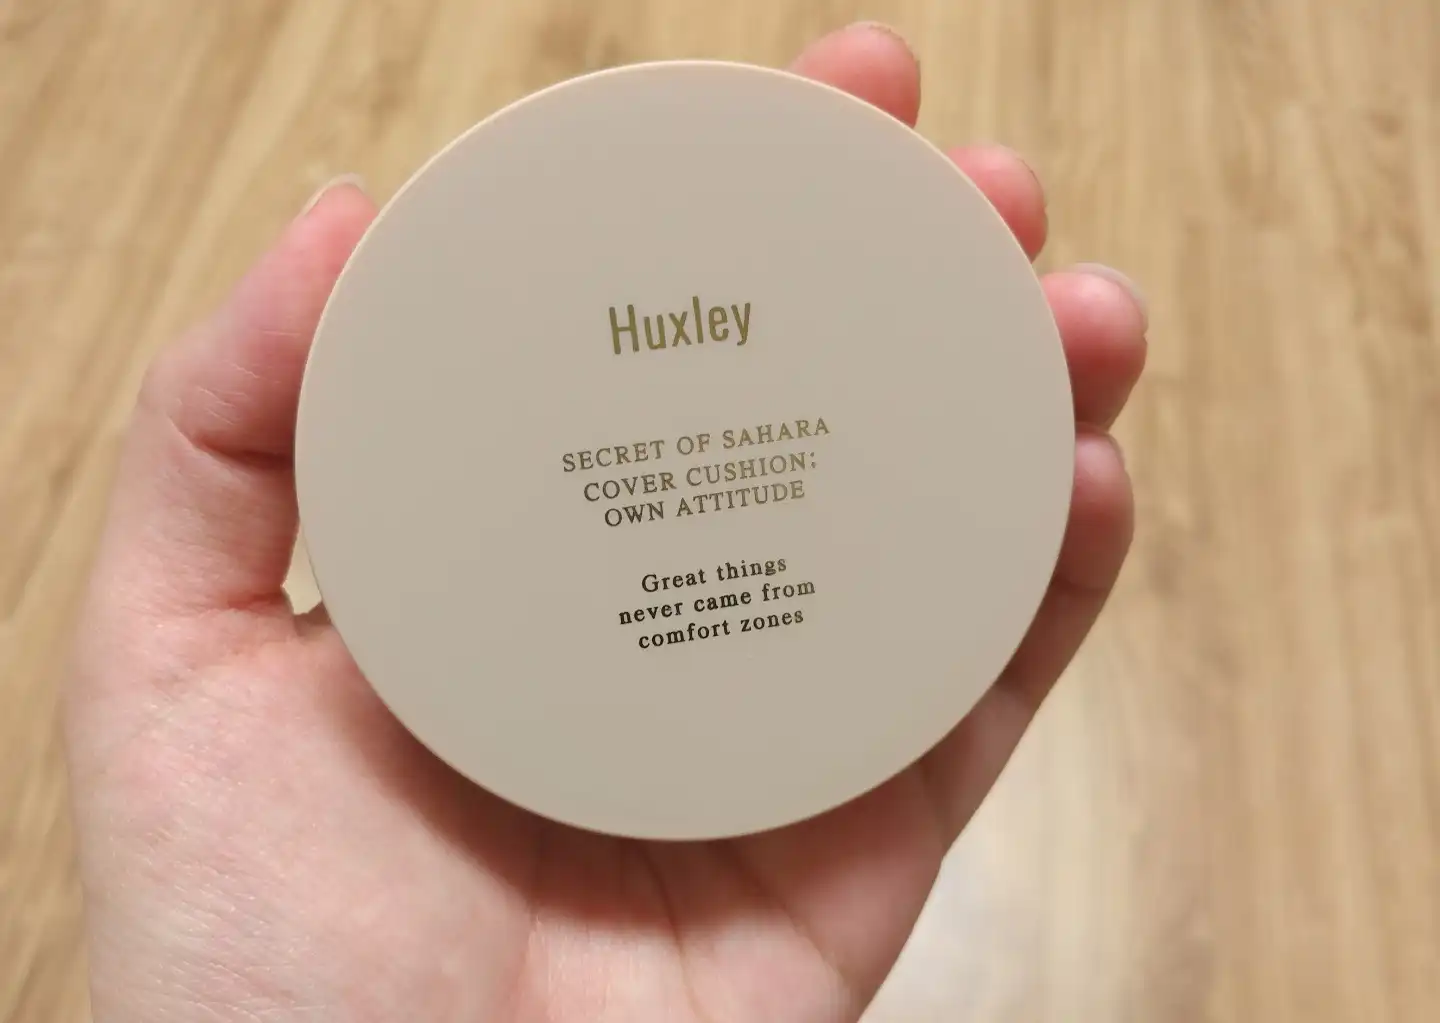 Huxley
SECRET OF SAHARA
COVER CUSHION;
OWN ATTITUDE
Great things
never came from
comfort zones